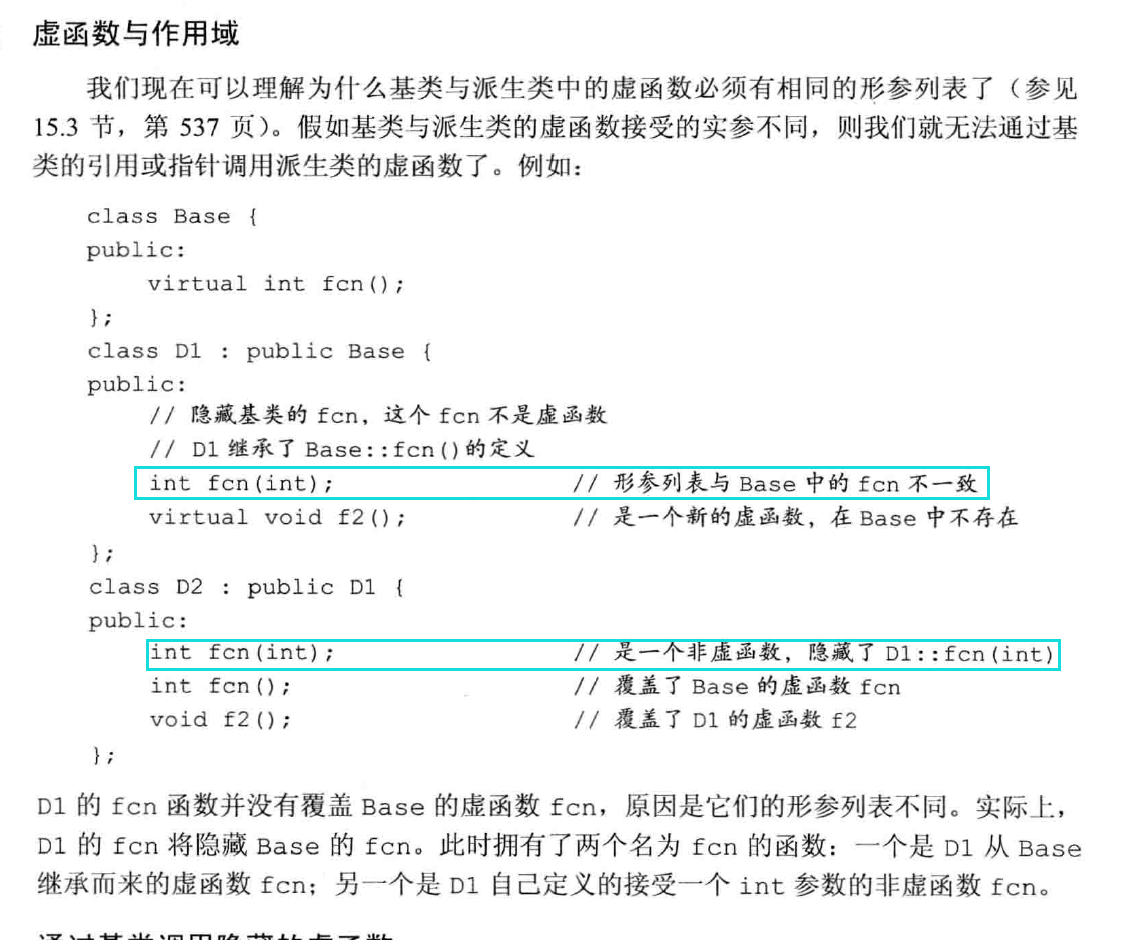 虚函数与作用域
我们现在可以理解为什么基类与派生类中的虚函数必须有相同的形参列表了（参见
15.3 节，第 537 页）。假如基类与派生类的虚函数接受的实参不同，则我们就无法通过基
类的引用或指针调用派生类的虚函数了。例如：
class Base {
public:
virtual int fcn();
};
class D1 : public Base {
public:
// 隐藏基类的 fcn，这个 fcn 不是虚函数
// D1 继承了 Base::fcn()的定义
int fcn(int); // 形参列表与 Base 中的 fcn 不一致
virtual void f2(); // 是一个新的虚函数，在 Base 中不存在
};
class D2 : public D1 {
public:
int fcn(int); // 是一个非虚函数，隐藏了 D1::fcn(int)
int fcn(); // 覆盖了 Base 的虚函数 fcn
void f2(); // 覆盖了 D1 的虚函数 f2
};
D1 的 fcn 函数并没有覆盖 Base 的虚函数 fcn，原因是它们的形参列表不同。实际上，
D1 的 fcn 将隐藏 Base 的 fcn。此时拥有了两个名为 fcn 的函数：一个是 D1 从 Base
继承而来的虚函数 fcn；另一个是 D1 自己定义的接受一个 int 参数的非虚函数 fcn。
通过基类调用隐藏的虚函数